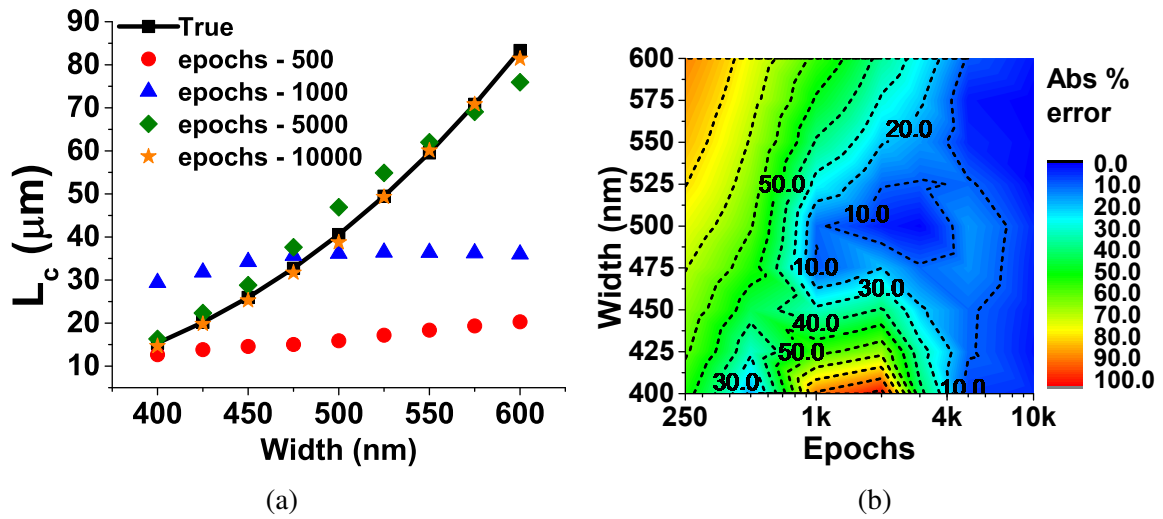 90
80
70
60
50
40
30
20
10
L_c (μm)
True
epochs - 500
epochs - 1000
epochs - 5000
epochs - 10000
400 450 500 550 600
Width (nm)
(a)
600
575
550
525
500
475
450
425
400
Width (nm)
20.0
50.0
10.0
10.0
30.0
40.0
50.0
30.0
10.0
250 1k 4k 10k
Epochs
Abs %
error
0.0
10.0
20.0
30.0
40.0
50.0
60.0
70.0
80.0
90.0
100.0
(b)